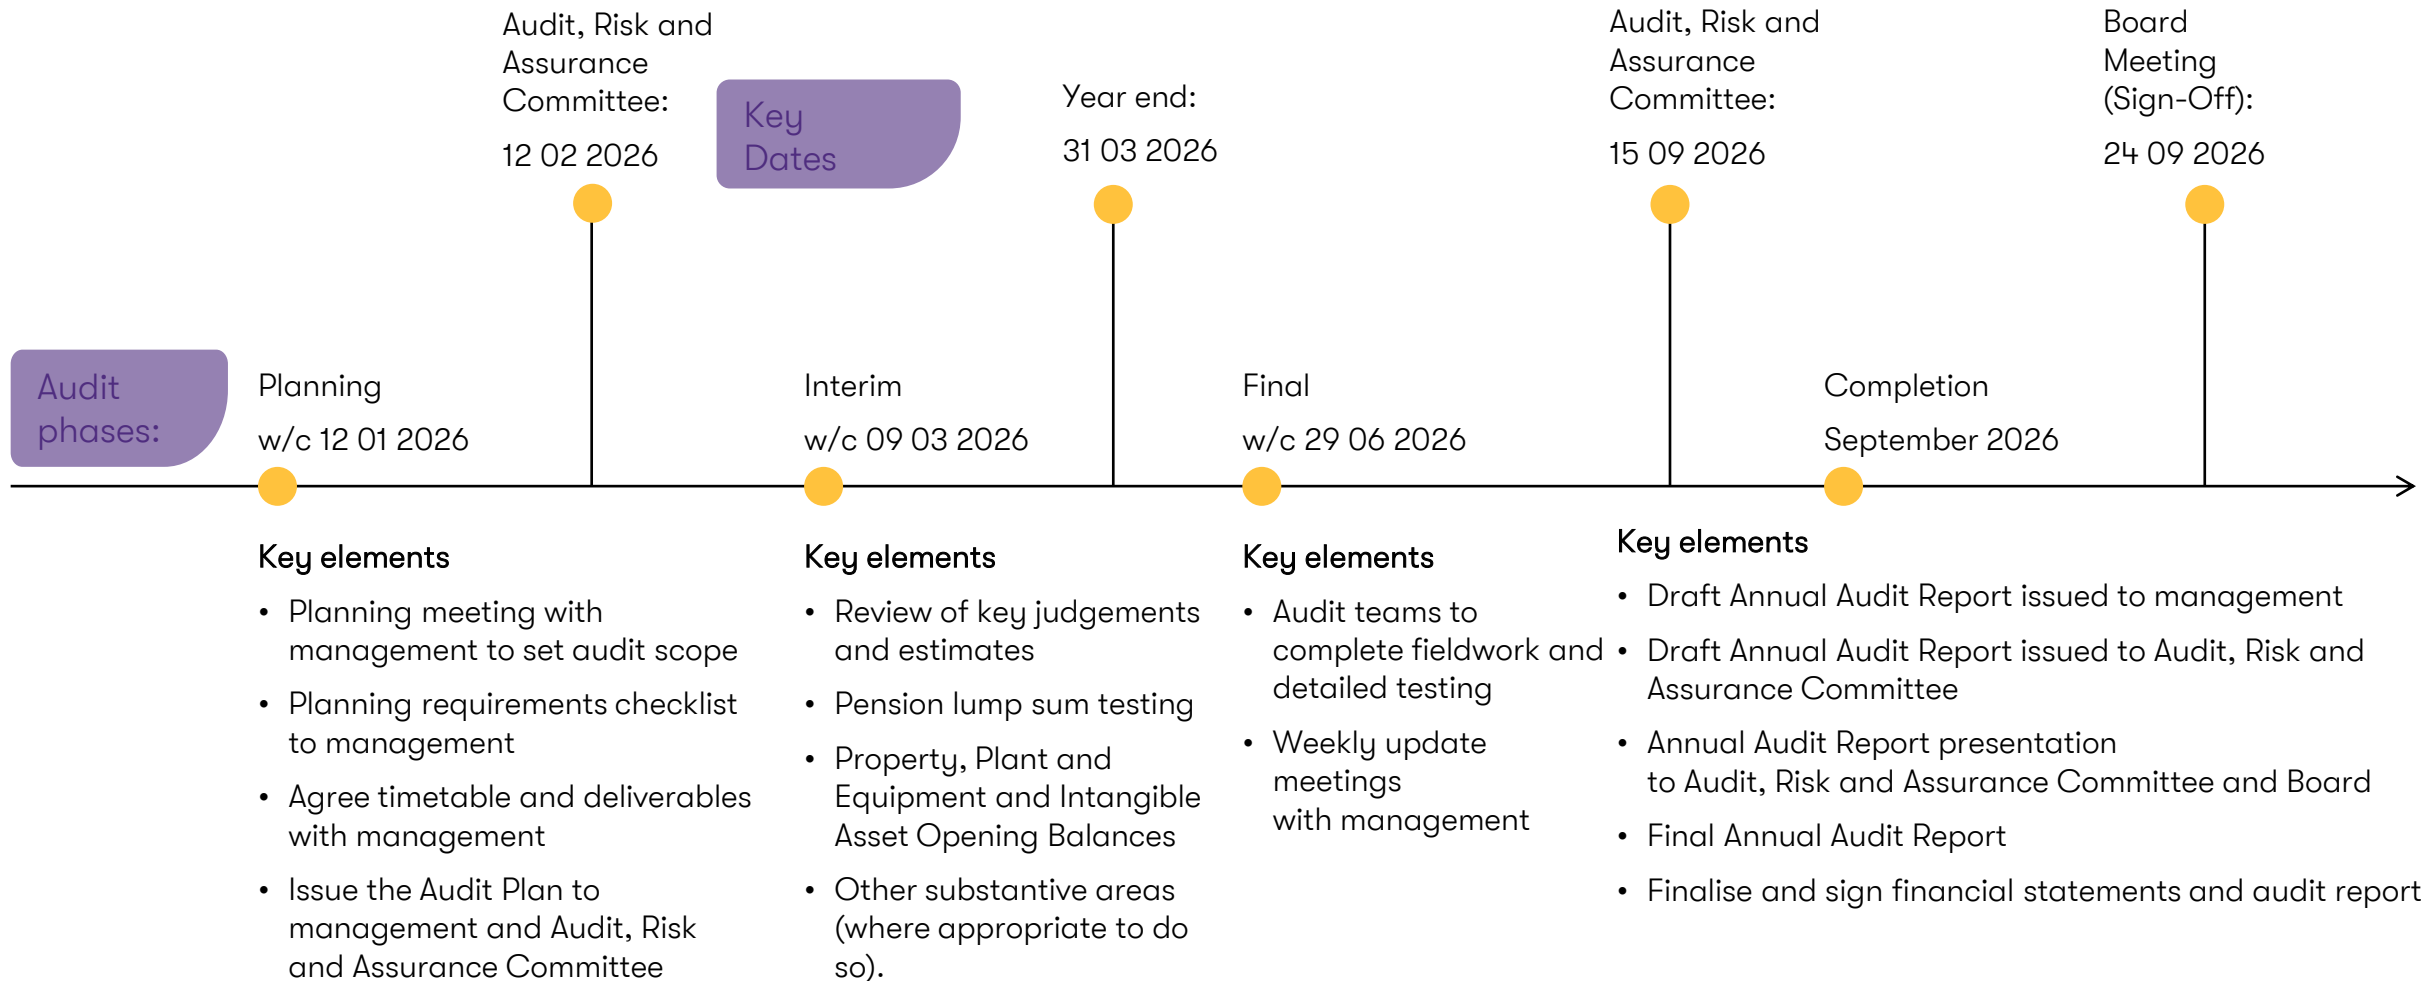 Audit, Risk and
Assurance
Committee:
12 02 2026
Key
Dates
Year end:
31 03 2026
Audit, Risk and
Assurance
Committee:
15 09 2026
Board
Meeting
(Sign-Off):
24 09 2026
Audit
phases:
Planning
w/c 12 01 2026
Interim
w/c 09 03 2026
Final
w/c 29 06 2026
Completion
September 2026
Key elements
• Planning meeting with
management to set audit scope
• Planning requirements checklist
to management
• Agree timetable and deliverables
with management
• Issue the Audit Plan to
management and Audit, Risk
and Assurance Committee
Key elements
• Review of key judgements
and estimates
• Pension lump sum testing
• Property, Plant and
Equipment and Intangible
Asset Opening Balances
• Other substantive areas
(where appropriate to do
so).
Key elements
• Audit teams to
complete fieldwork and
detailed testing
• Weekly update
meetings
with management
Key elements
• Draft Annual Audit Report issued to management
• Draft Annual Audit Report issued to Audit, Risk and
Assurance Committee
• Annual Audit Report presentation
to Audit, Risk and Assurance Committee and Board
• Final Annual Audit Report
• Finalise and sign financial statements and audit report